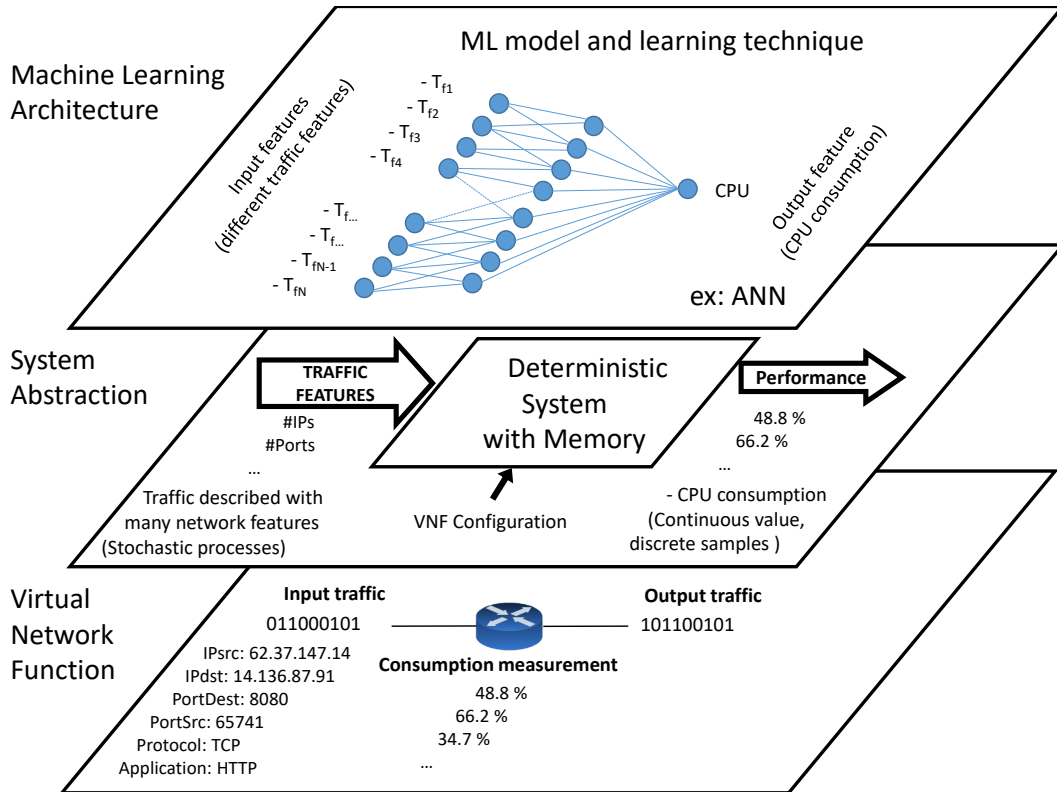 Machine Learning
Architecture
ML model and learning technique
Input features
(different traffic features)
- Tf1
- Tf2
- Tf3
- Tf4
- Tf...
- Tf...
- TfN-1
- TfN
CPU
Output feature
(CPU consumption)
ex: ANN
System
Abstraction
TRAFFIC
FEATURES
#IPs
#Ports
...
Traffic described with
many network features
(Stochastic processes)
Deterministic
System
with Memory
VNF Configuration
Performance
48.8 %
66.2 %
...
- CPU consumption
(Continuous value,
discrete samples )
Virtual
Network
Function
Input traffic
011000101
Output traffic
101100101
IPsrc: 62.37.147.14
IPdst: 14.136.87.91
PortDest: 8080
PortSrc: 65741
Protocol: TCP
Application: HTTP
Consumption measurement
48.8 %
66.2 %
34.7 %
...